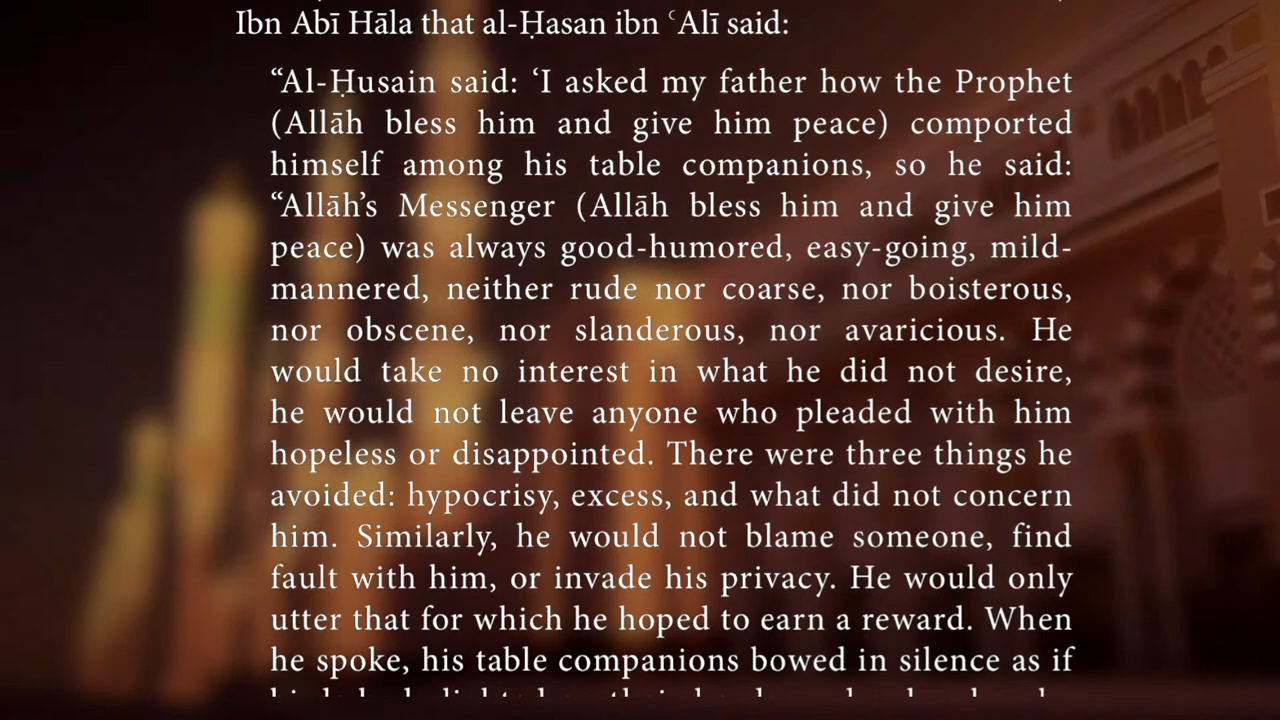 Ibn Abī Hāla that al-Ḥasan ibn ʿAlī said:
“Al-Ḥusain said: ‘I asked my father how the Prophet
(Allāh bless him and give him peace) comported
himself among his table companions, so he said:
“Allāh’s Messenger (Allāh bless him and give him
peace) was always good-humored, easy-going, mild-
mannered, neither rude nor coarse, nor boisterous,
nor obscene, nor slanderous, nor avaricious. He
would take no interest in what he did not desire,
he would not leave anyone who pleaded with him
hopeless or disappointed. There were three things he
avoided: hypocrisy, excess, and what did not concern
him. Similarly, he would not blame someone, find
fault with him, or invade his privacy. He would only
utter that for which he hoped to earn a reward. When
he spoke, his table companions bowed in silence as if